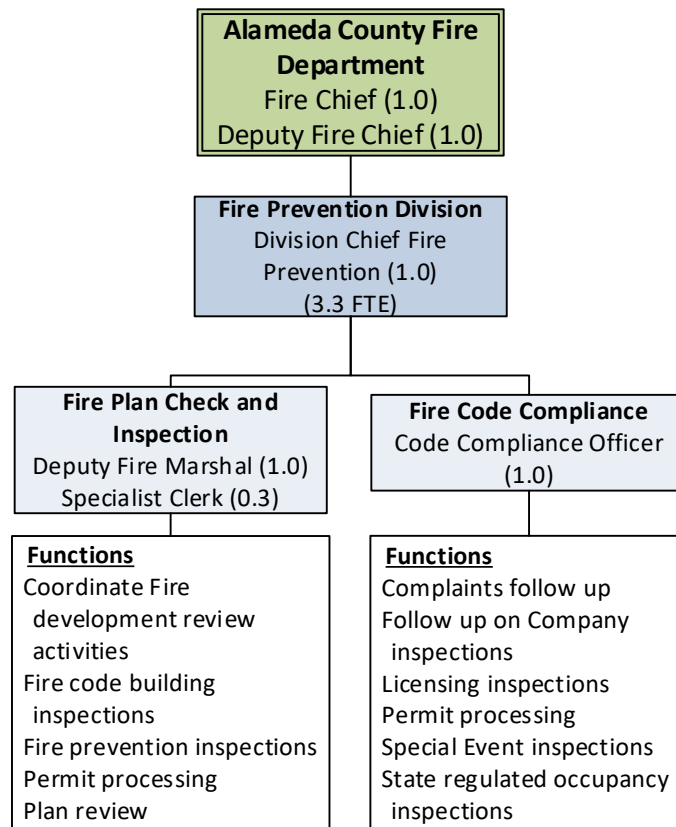 Alameda County Fire
Department
Fire Chief (1.0)
Deputy Fire Chief (1.0)
Fire Prevention Division
Division Chief Fire
Prevention (1.0)
(3.3 FTE)
Fire Plan Check and
Inspection
Deputy Fire Marshal (1.0)
Specialist Clerk (0.3)
Fire Code Compliance
Code Compliance Officer
(1.0)
Functions
Coordinate Fire
development review
activities
Fire code building
inspections
Fire prevention inspections
Permit processing
Plan review
Functions
Complaints follow up
Follow up on Company
inspections
Licensing inspections
Permit processing
Special Event inspections
State regulated occupancy
inspections